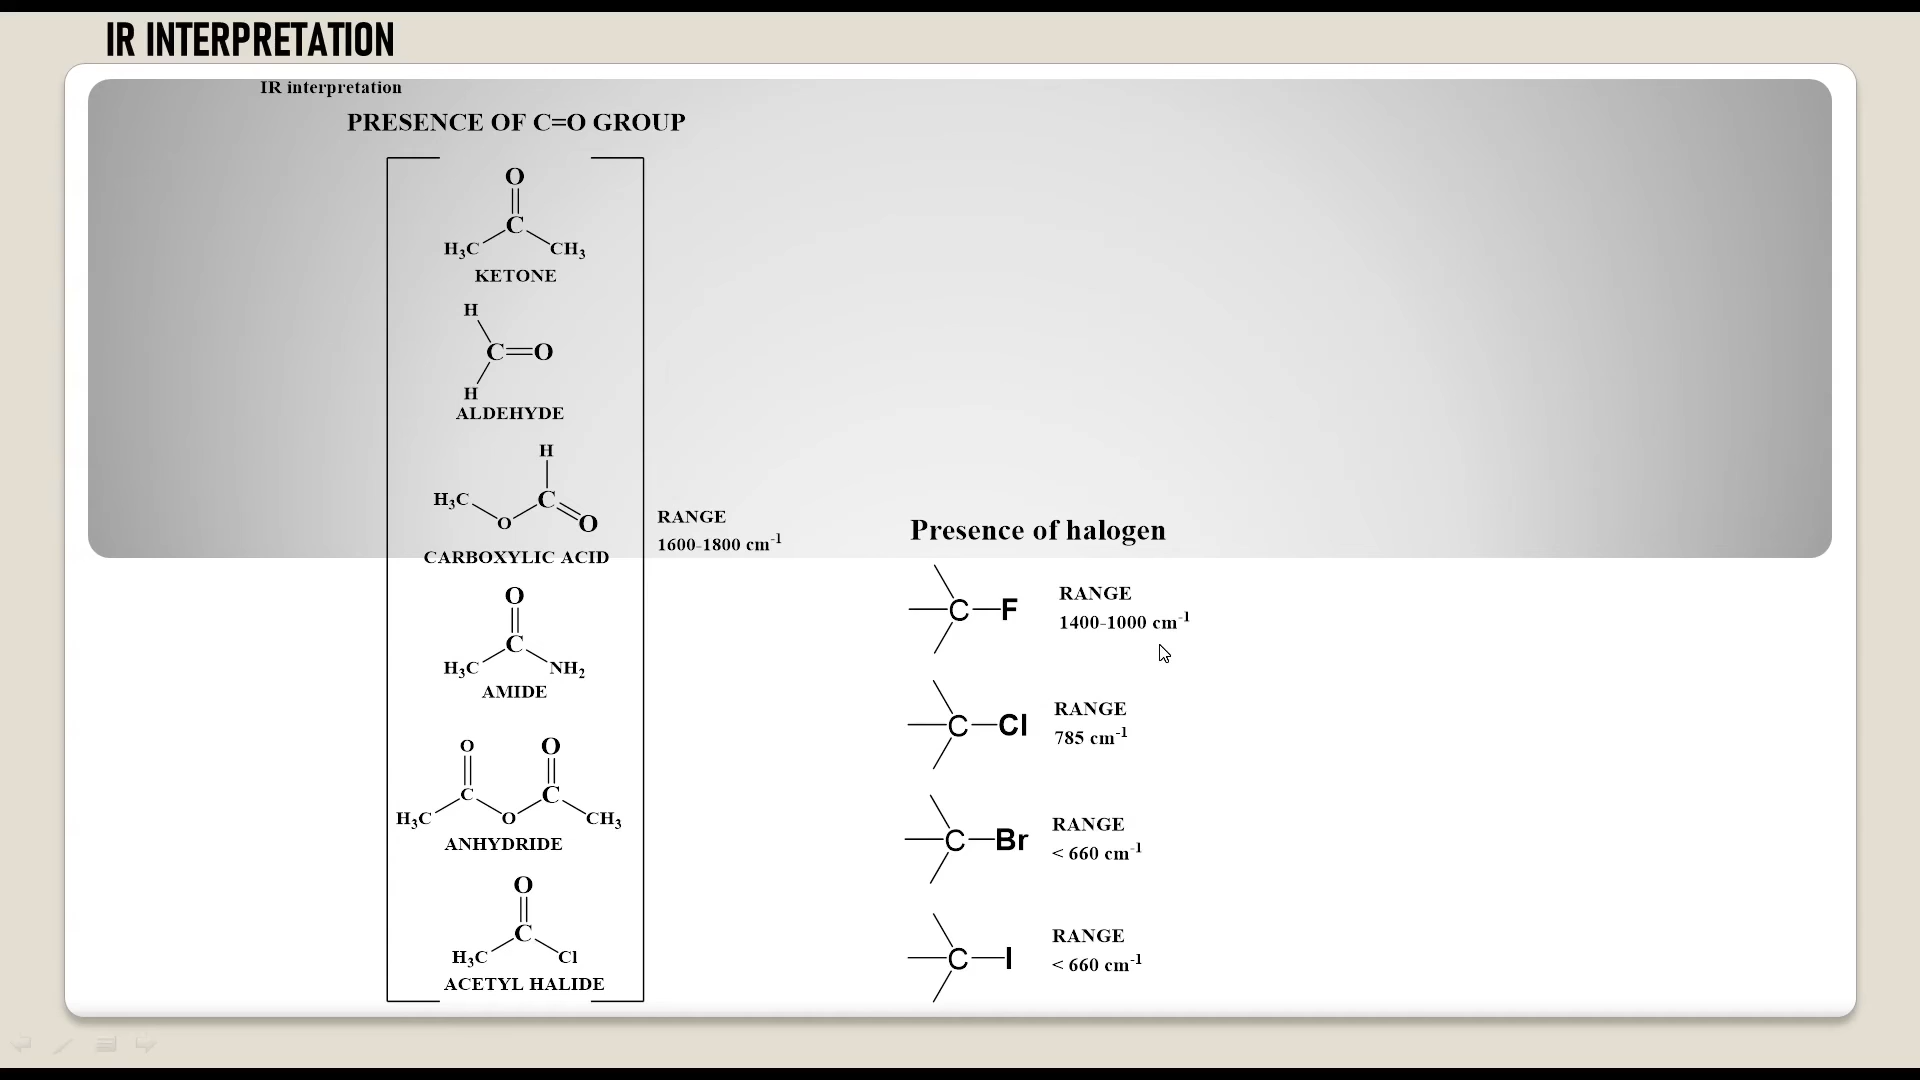 IR INTERPRETATION
IR interpretation
PRESENCE OF C=O GROUP
O
C
H3C CH3
KETONE
H
C=O
H
ALDEHYDE
H
H3C C
O O
CARBOXYLIC ACID
O
C
H3C NH2
AMIDE
O O
C C
H3C O CH3
ANHYDRIDE
O
C
H3C Cl
ACETYL HALIDE
RANGE
1600-1800 cm-1
Presence of halogen
C-F
RANGE
1400-1000 cm-1
C-Cl
RANGE
785 cm-1
C-Br
RANGE
< 660 cm-1
C-I
RANGE
< 660 cm-1